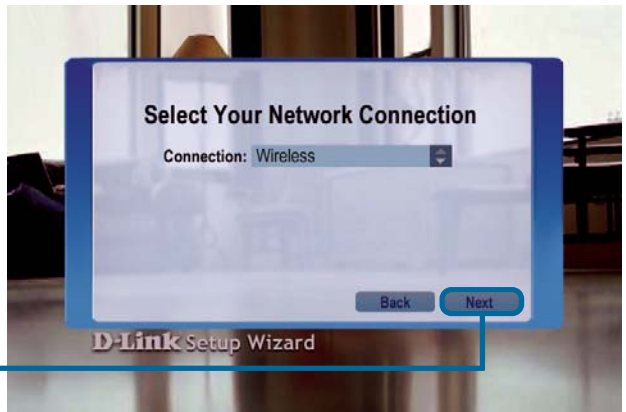 Select Your Network Connection
Connection: Wireless
Back Next
D-Link Setup Wizard